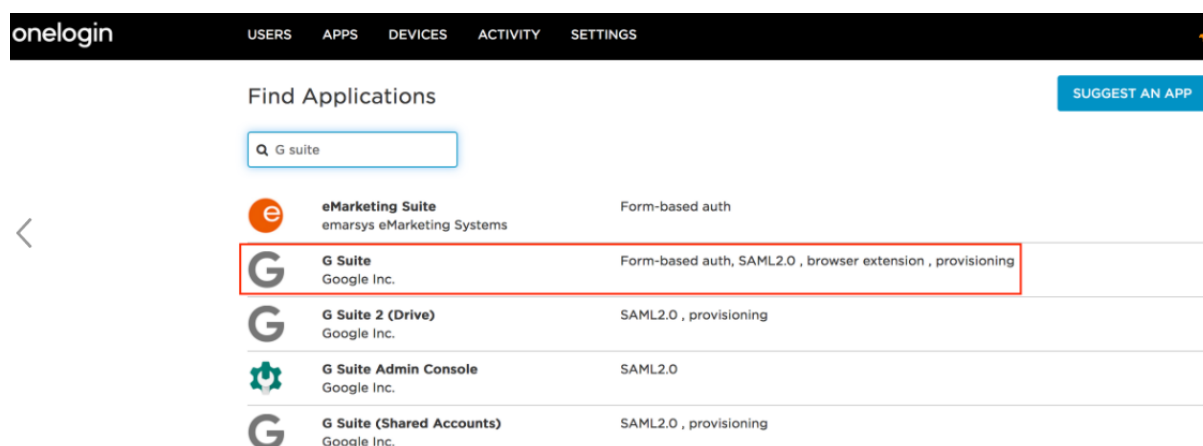 onelogin USERS APPS DEVICES ACTIVITY SETTINGS
Find Applications SUGGEST AN APP
G suite
eMarketing Suite Form-based auth
emarsys eMarketing Systems
G Suite Form-based auth, SAML2.0 , browser extension , provisioning
Google Inc.
G Suite 2 (Drive) SAML2.0 , provisioning
Google Inc.
G Suite Admin Console SAML2.0
Google Inc.
G Suite (Shared Accounts) SAML2.0 , provisioning
Google Inc.